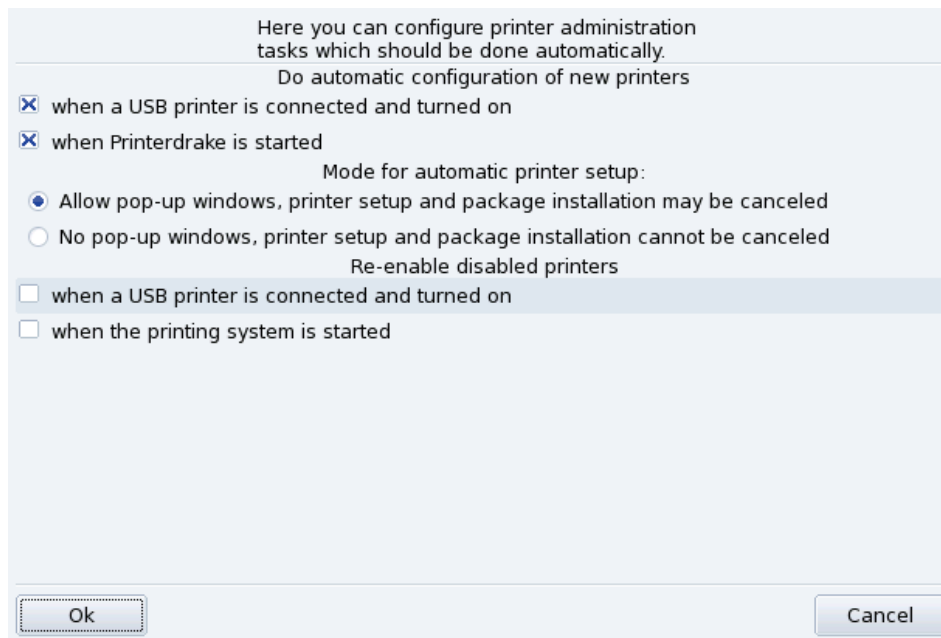 Here you can configure printer administration
tasks which should be done automatically.
Do automatic configuration of new printers
when a USB printer is connected and turned on
when Printerdrake is started
Mode for automatic printer setup:
Allow pop-up windows, printer setup and package installation may be canceled
No pop-up windows, printer setup and package installation cannot be canceled
Re-enable disabled printers
when a USB printer is connected and turned on
when the printing system is started
Ok
Cancel